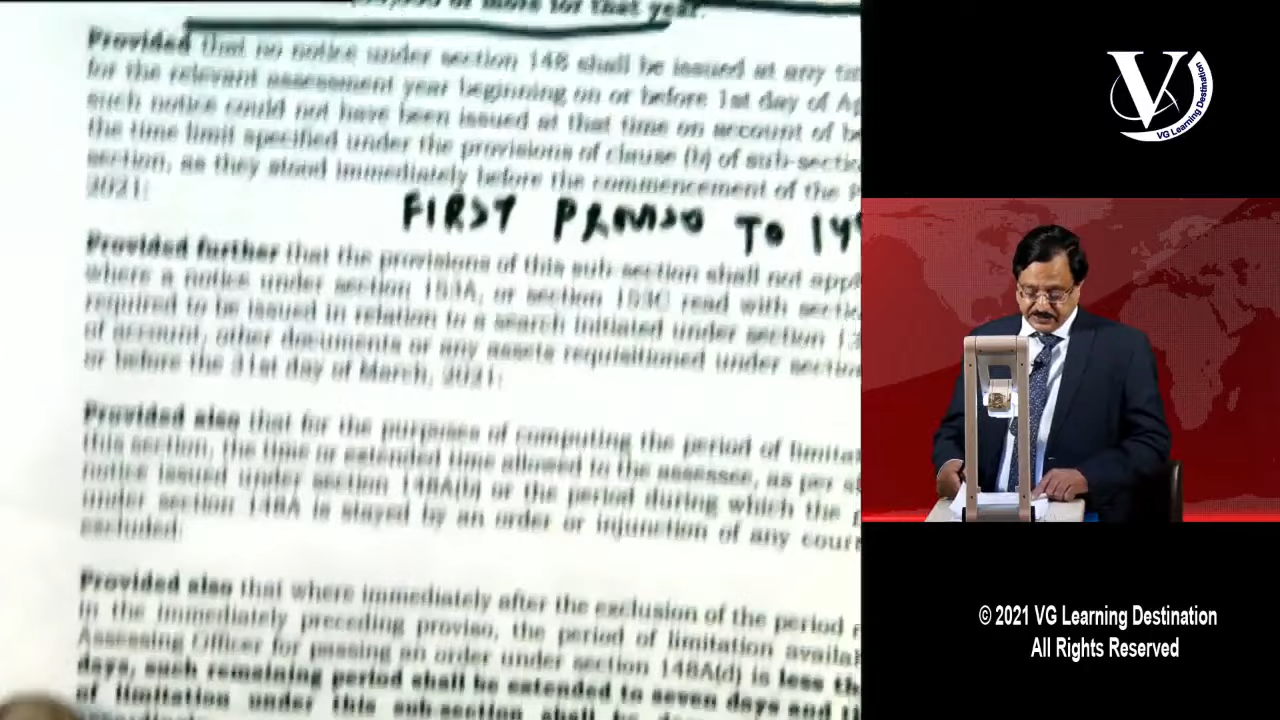 or more for that year.
Provided that no notice under section 148 shall be issued at any
for the relevant assessment year beginning on or before 1st day of
such notice could not have been issued at that time on account of
the time limit specified under the provisions of clause (b) of
section, as they stood immediately before the commencement of the
2021:
FIRST PROVISO TO
Provided further that the provisions of this sub section shall not
where a notice under section 153A, or section 153C read with
required to be issued in relation to a search initiated under section
of account, other documents or any assets requisitioned under
or before the 31st day of March, 2021:
Provided also that for the purposes of computing the period of
this section, the time or extended time allowed to the assessee, as per
notice issued under section 148A(b) or the period during which the
under section 148A is stayed by an order or injunction of any
excluded:
Provided also that where immediately after the exclusion of the period
in the immediately preceding proviso, the period of limitation
Assessing Officer for passing an order under section 148A(d) is less
days, such remaining period shall be extended to seven days and
of limitation under this sub-section shall be
V
VG Learning Destination
© 2021 VG Learning Destination
All Rights Reserved